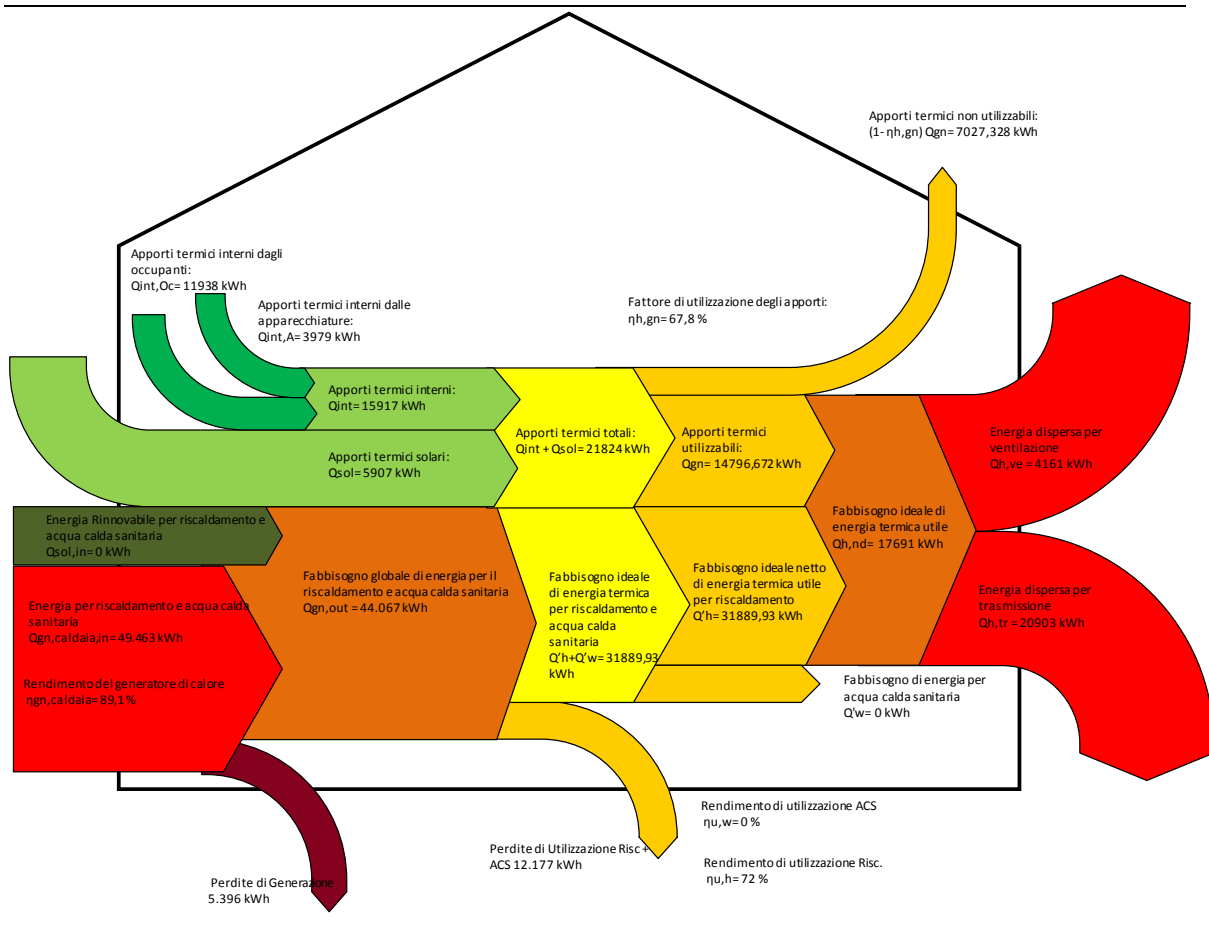 Apporti termici non utilizzabili:
(1- ηh,gn) Qgn= 7027,328 kWh
Apporti termici interni dagli
occupanti:
Qint,Oc= 11938 kWh
Apporti termici interni dalle
apparecchiature:
Qint,A= 3979 kWh
Fattore di utilizzazione degli apporti:
ηh,gn= 67,8 %
Apporti termici interni:
Qint= 15917 kWh
Apporti termici solari:
Qsol= 5907 kWh
Apporti termici totali:
Qint + Qsol= 21824 kWh
Apporti termici
utilizzabili:
Qgn= 14796,672 kWh
Energia dispersa per
ventilazione
Qh,ve = 4161 kWh
Energia Rinnovabile per riscaldamento e
acqua calda sanitaria
Qsol,in= 0 kWh
Fabbisogno ideale di
energia termica utile
Qh,nd= 17691 kWh
Energia per riscaldamento e acqua calda
sanitaria
Qgn,caldaia,in= 49.463 kWh
Rendimento del generatore di calore
ηgn,caldaia= 89,1 %
Fabbisogno globale di energia per il
riscaldamento e acqua calda sanitaria
Qgn,out = 44.067 kWh
Fabbisogno ideale
di energia termica
per riscaldamento e
acqua calda
sanitaria
Q'h+Q'w= 31889,93
kWh
Fabbisogno ideale netto
di energia termica utile
per riscaldamento
Q'h= 31889,93 kWh
Energia dispersa per
trasmissione
Qh,tr = 20903 kWh
Fabbisogno di energia per
acqua calda sanitaria
Q'w= 0 kWh
Rendimento di utilizzazione ACS
ηu,w= 0 %
Perdite di Utilizzazione Risc +
ACS 12.177 kWh
Rendimento di utilizzazione Risc.
ηu,h= 72 %
Perdite di Generazione
5.396 kWh